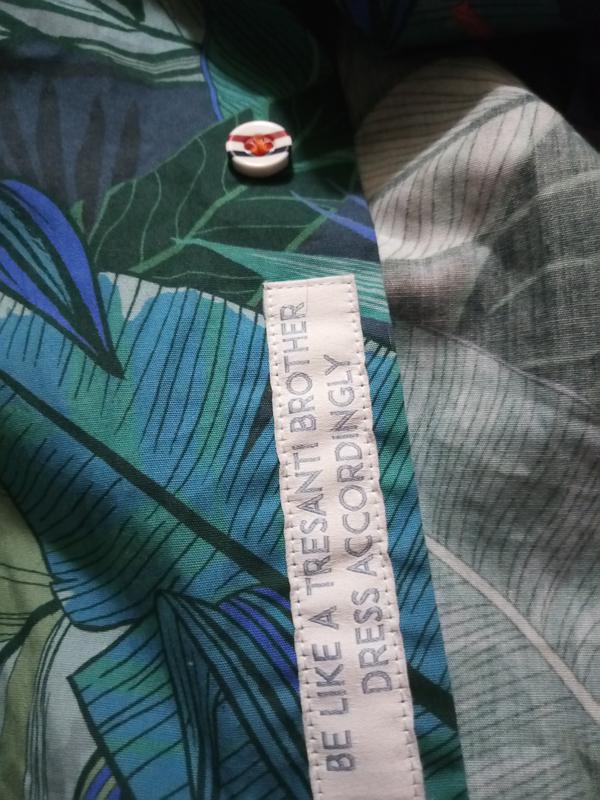 BE LIKE A TRESANTI BROTHER
DRESS ACCORDINGLY